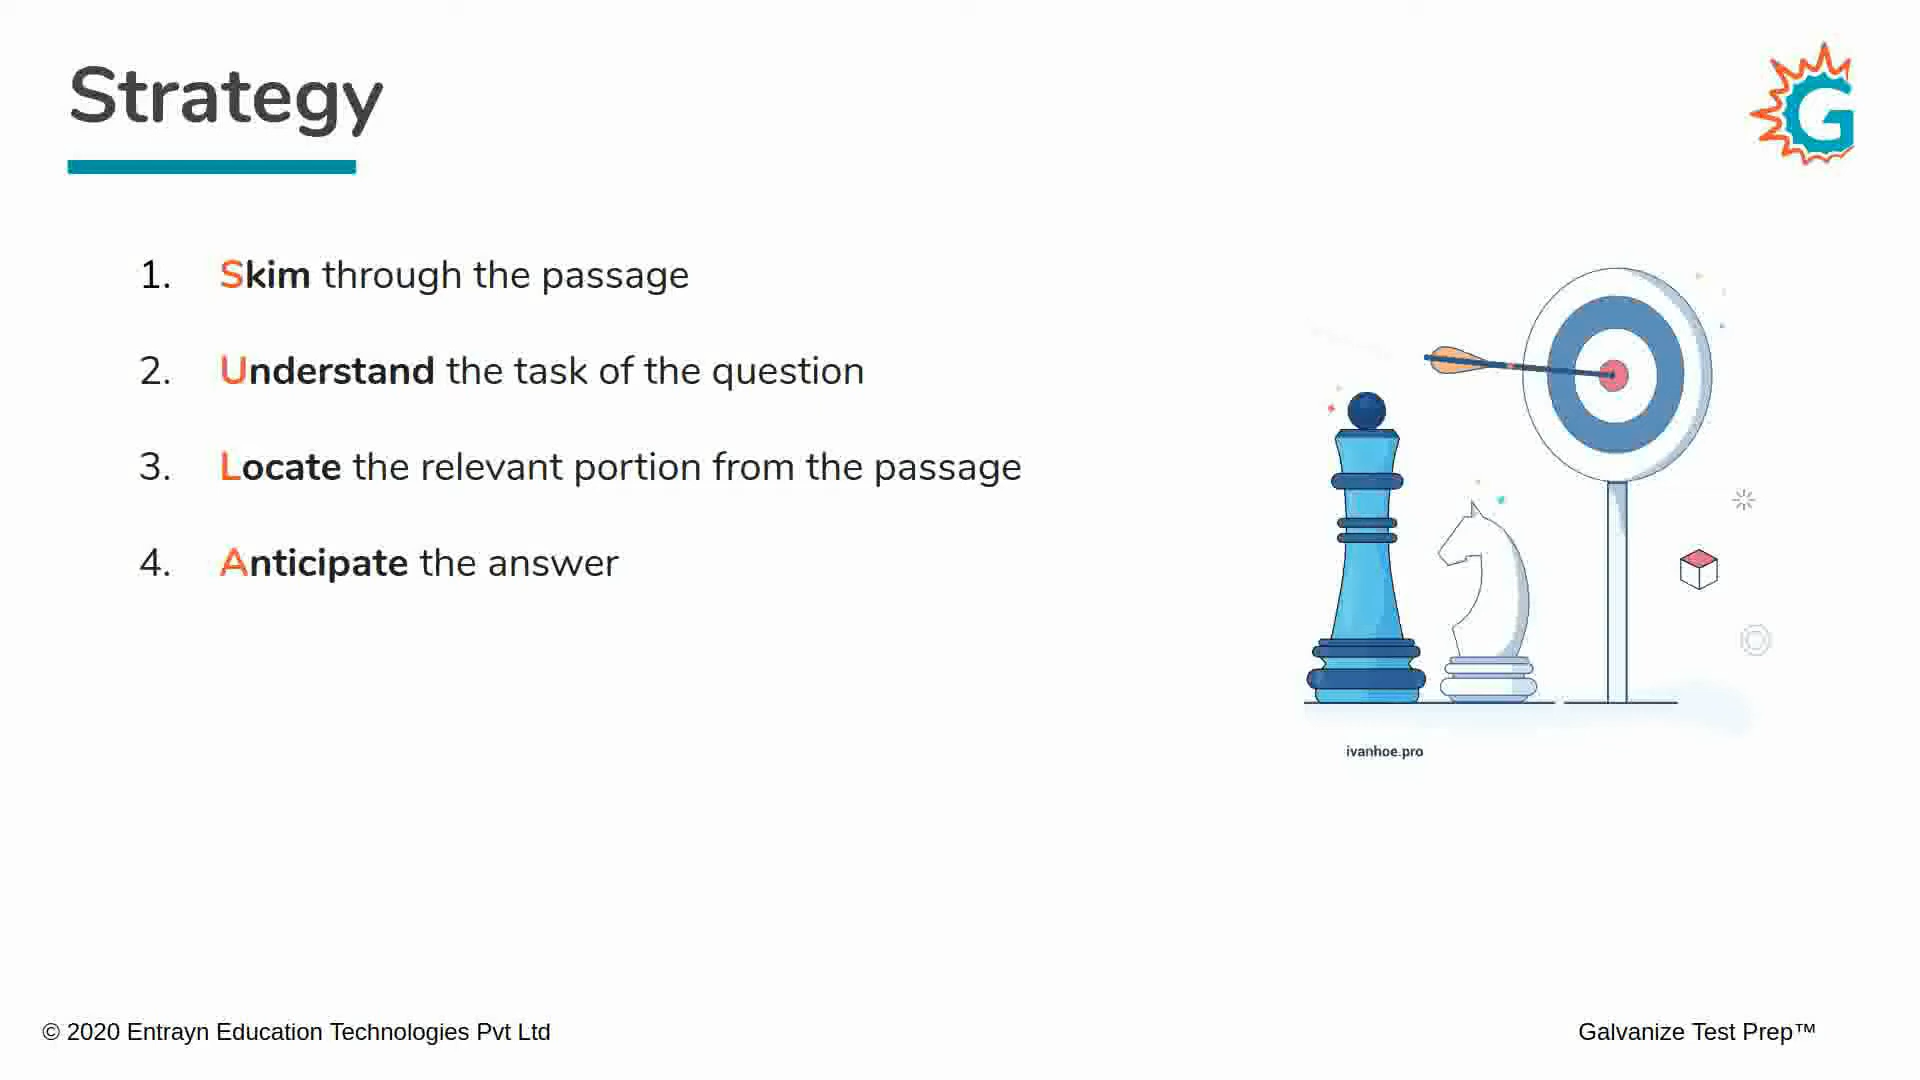 Strategy
G
1. Skim through the passage
2. Understand the task of the question
3. Locate the relevant portion from the passage
4. Anticipate the answer
ivanhoe.pro
© 2020 Entrayn Education Technologies Pvt Ltd
Galvanize Test Prep™